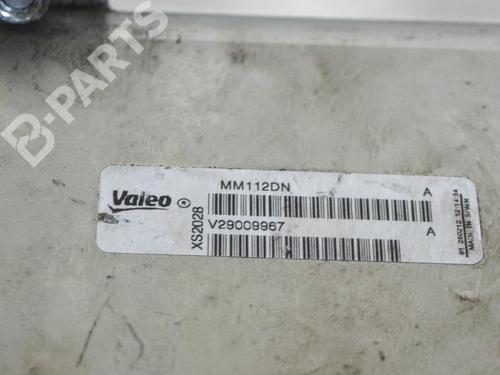 B-PARTS
MM112DN A
Valeo ®
XS2028
V29009967 A
MADE IN SPAIN